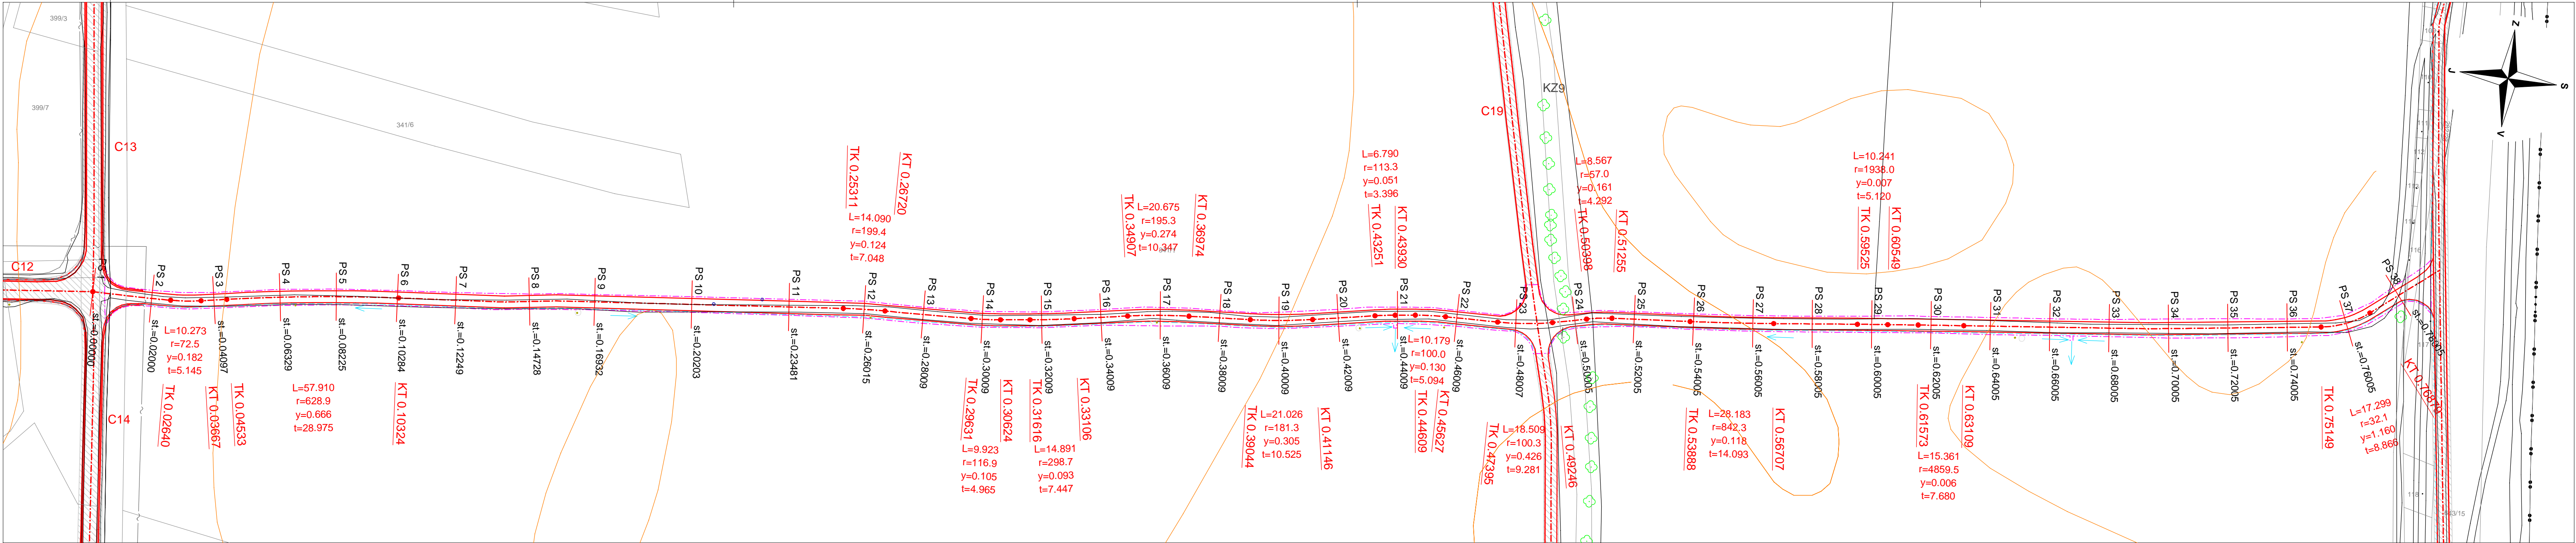 399/3
399/7
C12
C13
C14
341/6
PS 1
st.=0.00000
PS 2
st.=0.02000
L=10.273
r=72.5
y=0.182
t=5.145
TK 0.02640
KT 0.03667
PS 3
st.=0.04097
TK 0.04533
PS 4
st.=0.06329
L=57.910
r=628.9
y=0.666
t=28.975
PS 5
st.=0.08225
PS 6
st.=0.10284
KT 0.10324
PS 7
st.=0.12249
PS 8
st.=0.14728
PS 9
st.=0.16932
PS 10
st.=0.20203
PS 11
st.=0.23481
TK 0.25311
L=14.090
r=199.4
y=0.124
t=7.048
KT 0.26720
PS 12
st.=0.26015
PS 13
st.=0.28009
PS 14
st.=0.30009
TK 0.29631
L=9.923
r=116.9
y=0.105
t=4.965
KT 0.30624
PS 15
st.=0.32009
TK 0.31616
L=14.891
r=298.7
y=0.093
t=7.447
KT 0.33106
PS 16
st.=0.34009
TK 0.34907
L=20.675
r=195.3
y=0.274
t=10.347
KT 0.36974
PS 17
st.=0.36009
PS 18
st.=0.38009
PS 19
st.=0.40009
TK 0.39044
L=21.026
r=181.3
y=0.305
t=10.525
KT 0.41146
PS 20
st.=0.42009
L=6.790
r=113.3
y=0.051
t=3.396
TK 0.43251
KT 0.43930
PS 21
st.=0.44009
L=10.179
r=100.0
y=0.130
t=5.094
TK 0.44609
KT 0.45627
PS 22
st.=0.46009
C19
KZ9
PS 23
st.=0.48007
TK 0.47395
L=18.509
r=100.3
y=0.426
t=9.281
KT 0.49246
L=8.567
r=57.0
y=0.161
t=4.292
TK 0.50398
KT 0.51255
PS 24
st.=0.50005
PS 25
st.=0.52005
PS 26
st.=0.54005
TK 0.53888
L=28.183
r=842.3
y=0.118
t=14.093
KT 0.56707
PS 27
st.=0.56005
PS 28
st.=0.58005
L=10.241
r=1938.0
y=0.007
t=5.120
TK 0.59525
KT 0.60549
PS 29
st.=0.60005
PS 30
st.=0.62005
TK 0.61573
L=15.361
r=4859.5
y=0.006
t=7.680
KT 0.63109
PS 31
st.=0.64005
PS 32
st.=0.66005
PS 33
st.=0.68005
PS 34
st.=0.70005
PS 35
st.=0.72005
PS 36
st.=0.74005
TK 0.75149
L=17.299
r=32.1
y=1.160
t=8.866
PS 37
st.=0.76005
PS 38
112
118
Z
J
S
V